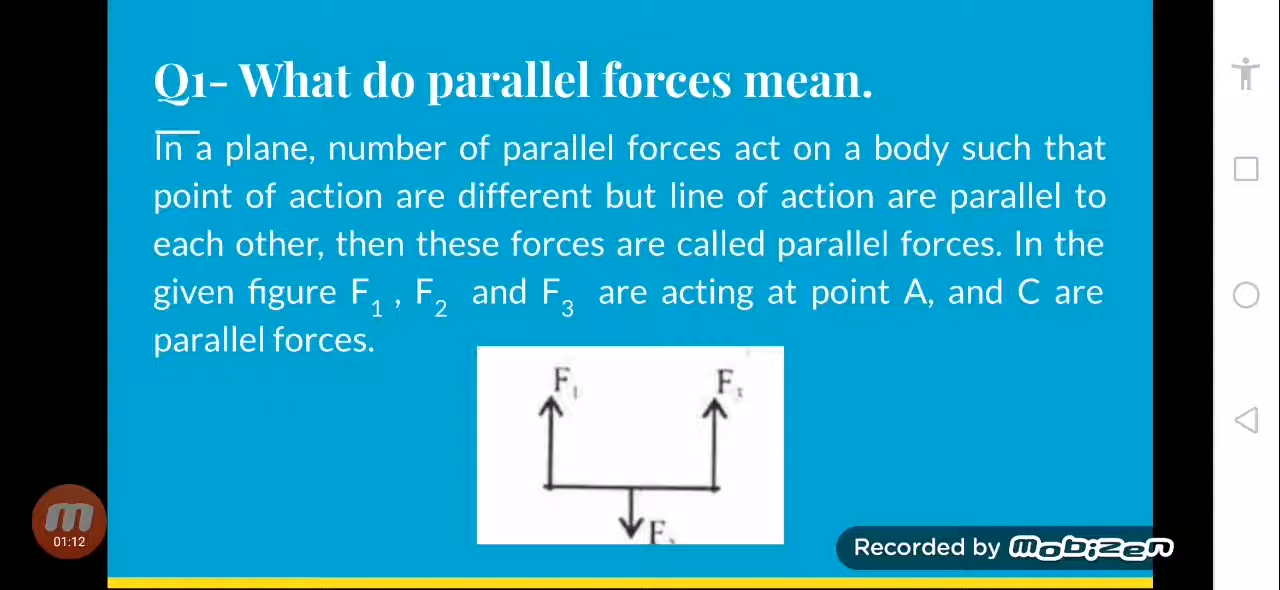 Q1- What do parallel forces mean.
In a plane, number of parallel forces act on a body such that
point of action are different but line of action are parallel to
each other, then these forces are called parallel forces. In the
given figure F1 , F2 and F3 are acting at point A, and C are
parallel forces.
F1 F3
F
01:12
Recorded by mobizen